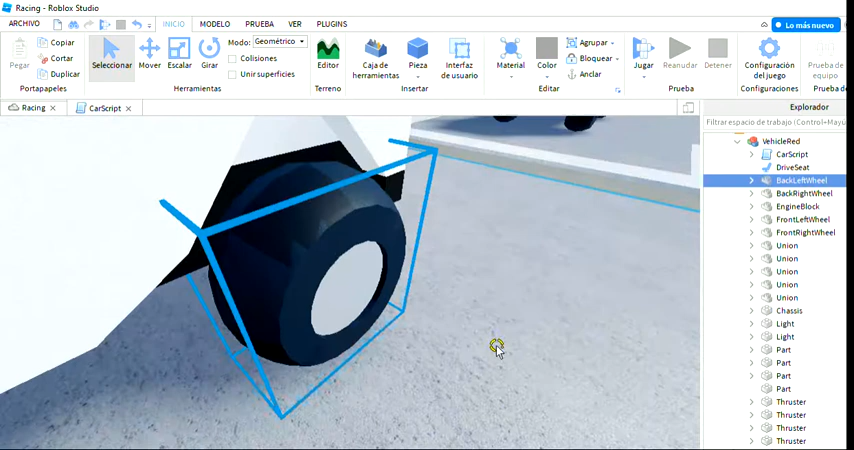 Racing - Roblox Studio
ARCHIVO
INICIO
MODELO
PRUEBA
VER
PLUGINS
Lo más nuevo
Pegar
Copiar
Cortar
Duplicar
Portapapeles
Seleccionar
Mover
Escalar
Girar
Modo: Geométrico
Colisiones
Unir superficies
Herramientas
Editor
Terreno
Caja de herramientas
Pieza
Interfaz de usuario
Insertar
Material
Color
Agrupar
Bloquear
Anclar
Editar
Jugar
Reanudar
Detener
Prueba
Configuración del juego
Configuraciones
Prueba de equipo
Prueba d
Racing
CarScript
Explorador
Filtrar espacio de trabajo (Control+Mayú
VehicleRed
CarScript
DriveSeat
BackLeftWheel
BackRightWheel
EngineBlock
FrontLeftWheel
FrontRightWheel
Union
Union
Union
Union
Union
Chassis
Light
Light
Part
Part
Part
Part
Thruster
Thruster
Thruster
Thruster